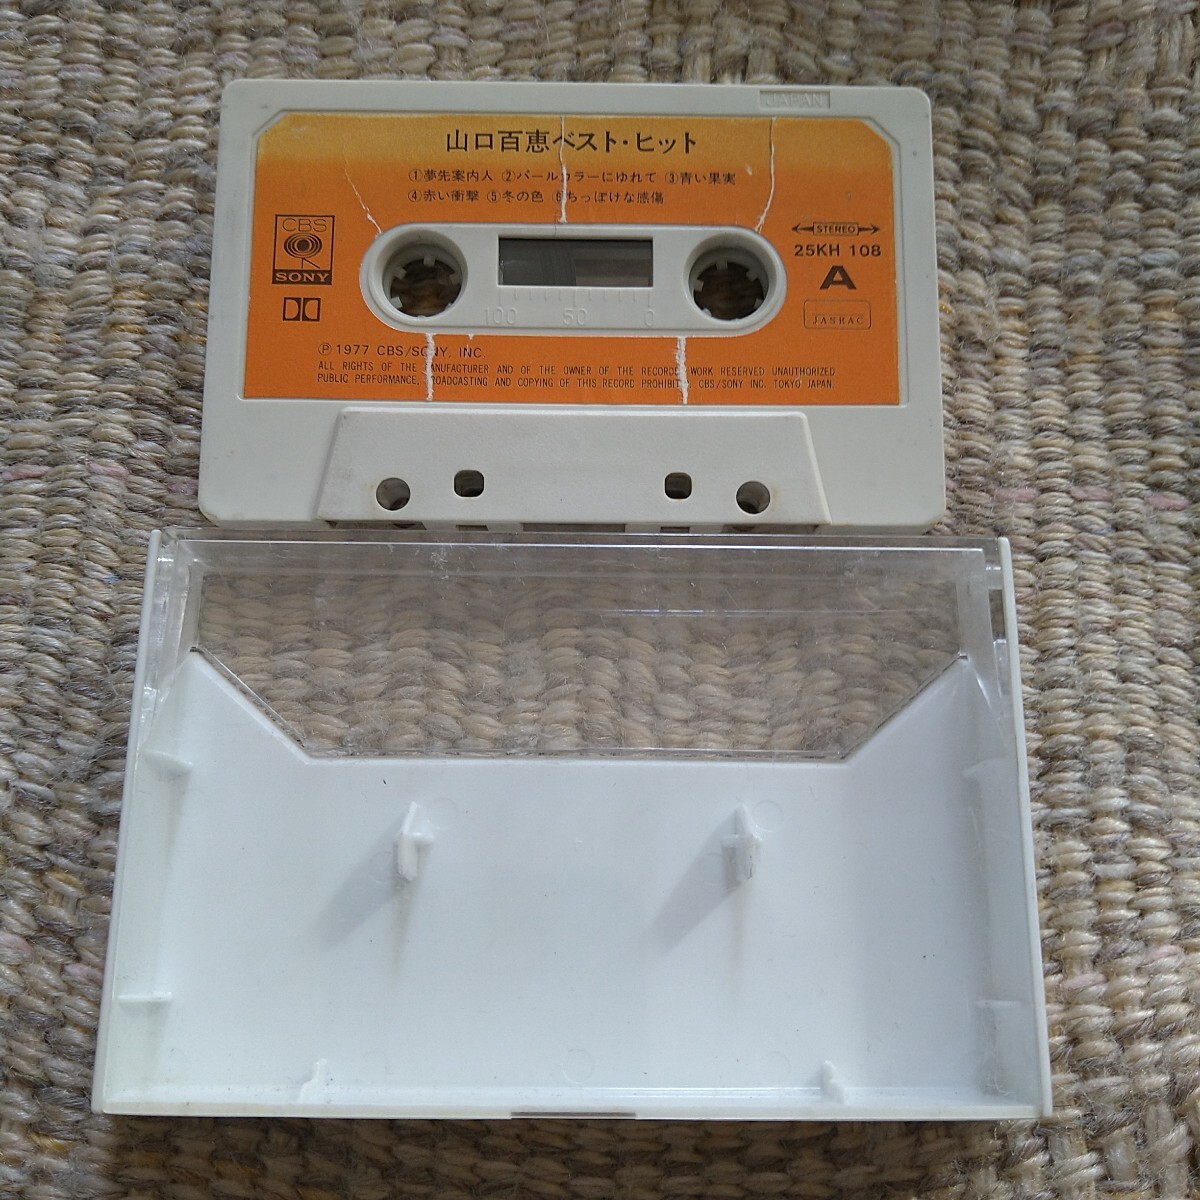 JAPAN
山口百恵ベスト・ヒット
①夢先案内人 ②パールカラーにゆれて ③青い果実
④赤い衝撃 ⑤冬の色 ⑥ちっぽけな感傷
CBS
SONY
STEREO
25KH 108
A
JASRAC
100 50 0
Ⓟ 1977 CBS/SONY. INC.
ALL RIGHTS OF THE MANUFACTURER AND OF THE OWNER OF THE RECORDED WORK RESERVED UNAUTHORIZED
PUBLIC PERFORMANCE, BROADCASTING AND COPYING OF THIS RECORD PROHIBITED CBS/SONY INC. TOKYO JAPAN